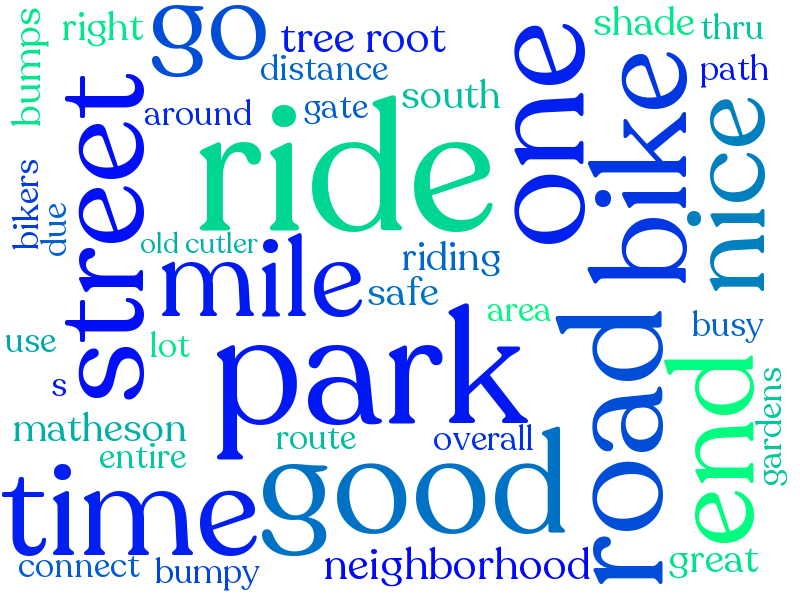 bumps
right
go
tree root
distance
shade
thru
path
one
bike
nice
street
around
gate
south
ride
bikers
due
old cutler
mile
riding
safe
area
busy
use
lot
s
park
road
end
gardens
matheson
entire
route
overall
time
good
connect
bumpy
neighborhood
great